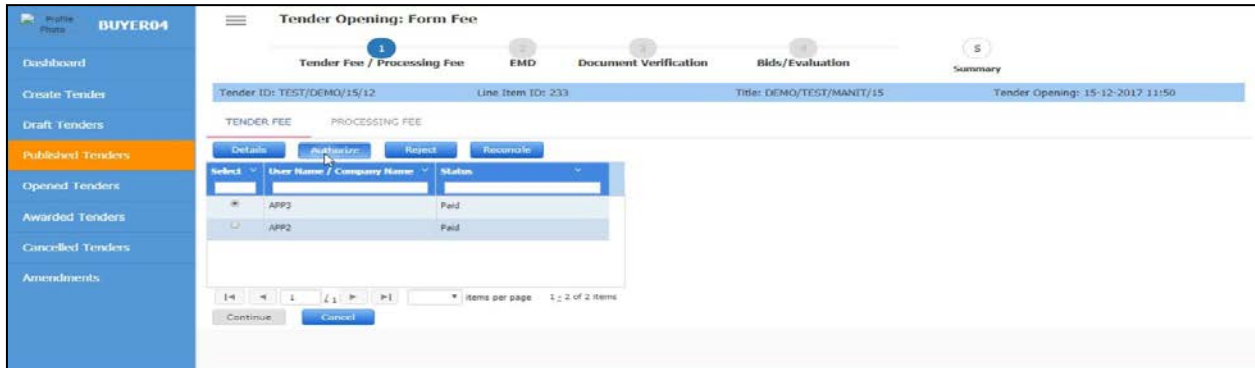 Profile Photo
BUYER04
Dashboard
Create Tender
Draft Tenders
Published Tenders
Opened Tenders
Awarded Tenders
Cancelled Tenders
Amendments
Tender Opening: Form Fee
1 2 3 4 5
Tender Fee / Processing Fee EMD Document Verification Bids/Evaluation Summary
Tender ID: TEST/DEMO/15/12 Line Item ID: 233 Title: DEMO/TEST/MANIT/15 Tender Opening: 15-12-2017 11:50
TENDER FEE PROCESSING FEE
Details Authorize Reject Reconcile
Select User Name / Company Name Status
APP3 Paid
APP2 Paid
1 / 1 items per page 1 - 2 of 2 items
Continue Cancel